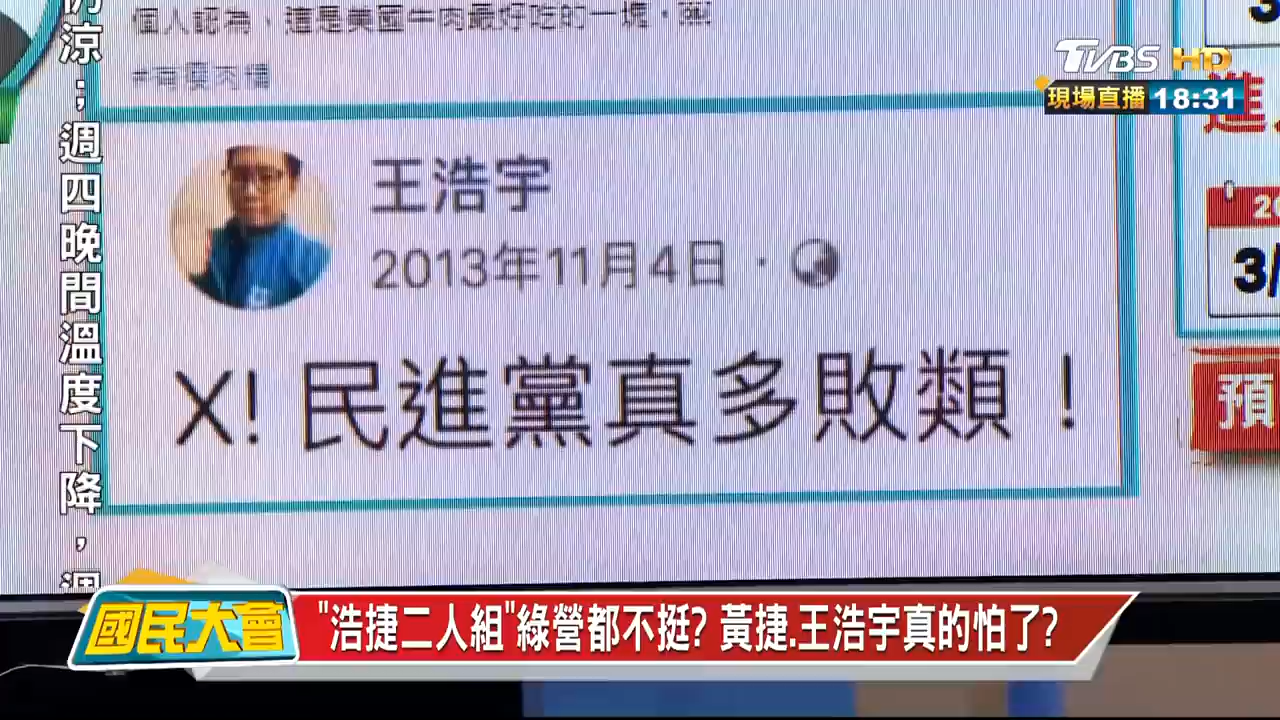 個人認為，這是美國牛肉最好吃的一塊。
TVBS HD
現場直播 18:31
進
王浩宇
2013年11月4日
X! 民進黨真多敗類！
20
3/
預
涼；週四晚間溫度下降，週
國民大會
"浩捷二人組"綠營都不挺? 黃捷.王浩宇真的怕了?